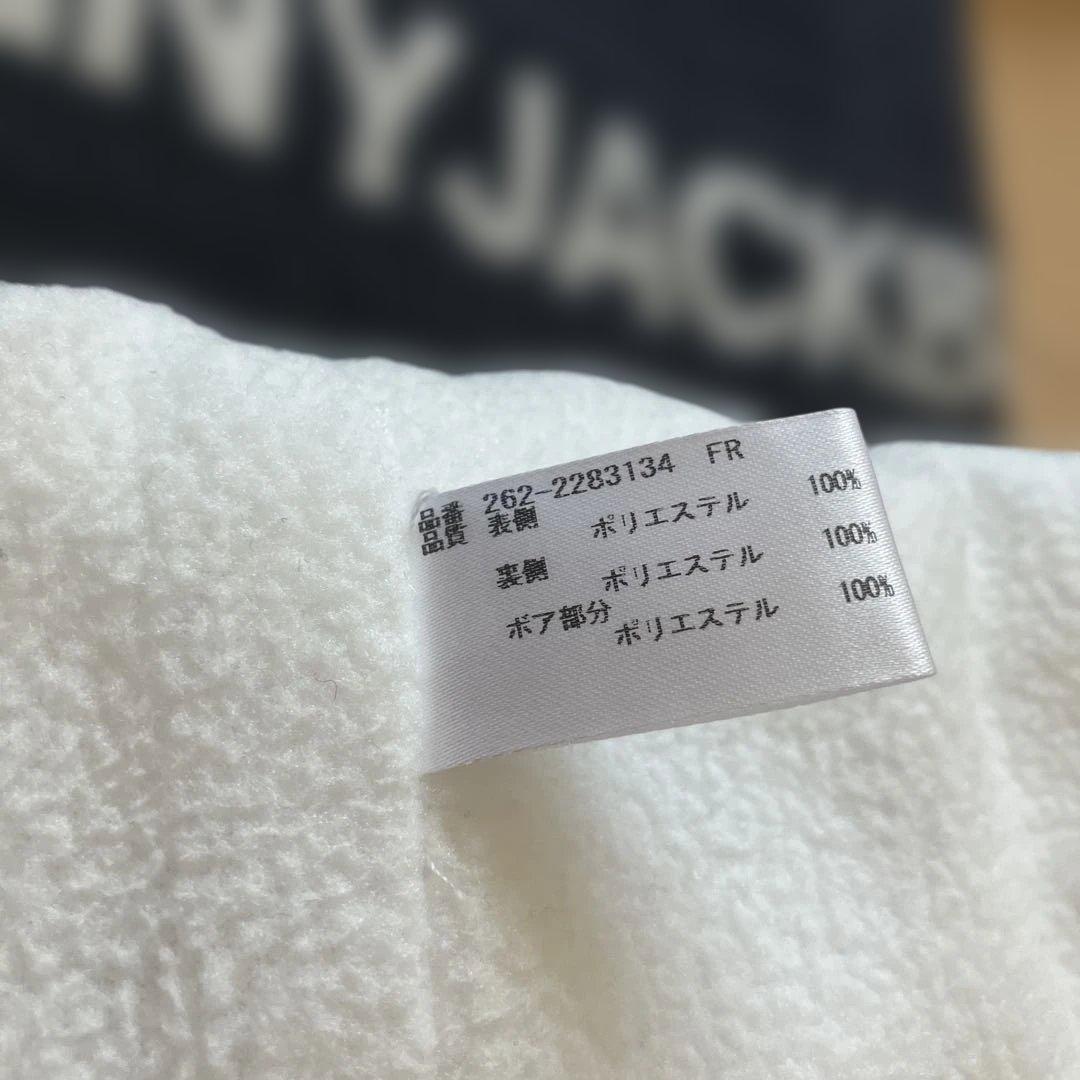 NYJACK
品番 262-2283134 FR
品質 表側 ポリエステル 100%
裏側 ポリエステル 100%
ボア部分 ポリエステル 100%